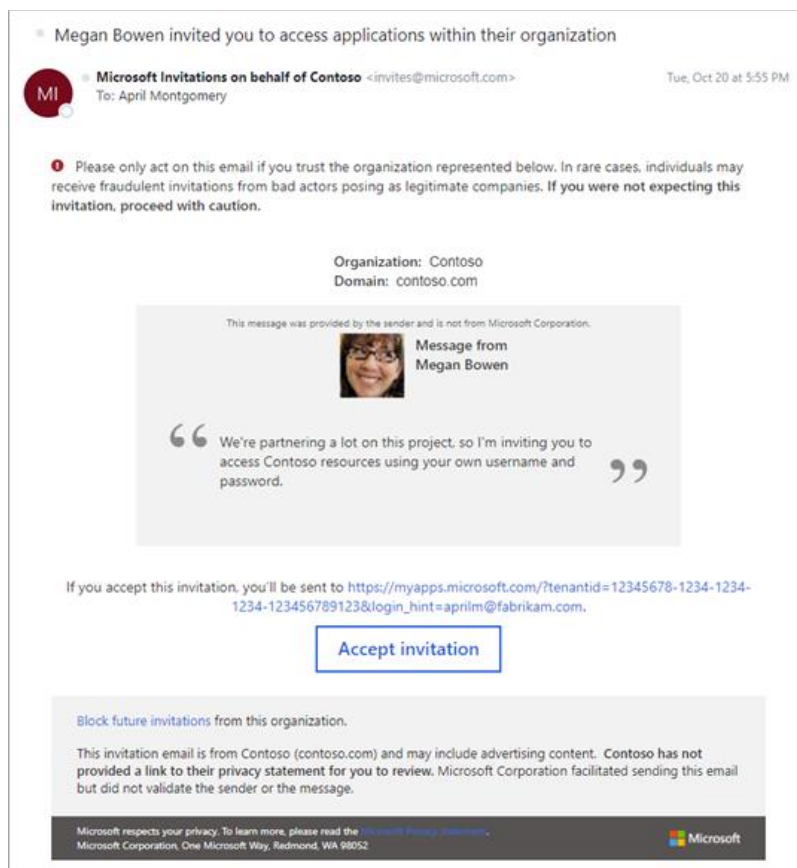 Megan Bowen invited you to access applications within their organization
MI
Microsoft Invitations on behalf of Contoso <invites@microsoft.com>
Tue, Oct 20 at 5:55 PM
To: April Montgomery
Please only act on this email if you trust the organization represented below. In rare cases, individuals may
receive fraudulent invitations from bad actors posing as legitimate companies. If you were not expecting this
invitation, proceed with caution.
Organization: Contoso
Domain: contoso.com
This message was provided by the sender and is not from Microsoft Corporation.
Message from
Megan Bowen
“ We're partnering a lot on this project, so I'm inviting you to
access Contoso resources using your own username and
password. ”
If you accept this invitation, you'll be sent to https://myapps.microsoft.com/?tenantid=12345678-1234-1234-
1234-123456789123&login_hint=aprilm@fabrikam.com.
Accept invitation
Block future invitations from this organization.
This invitation email is from Contoso (contoso.com) and may include advertising content. Contoso has not
provided a link to their privacy statement for you to review. Microsoft Corporation facilitated sending this email
but did not validate the sender or the message.
Microsoft respects your privacy. To learn more, please read the Microsoft Privacy Statement.
Microsoft Corporation, One Microsoft Way, Redmond, WA 98052
Microsoft